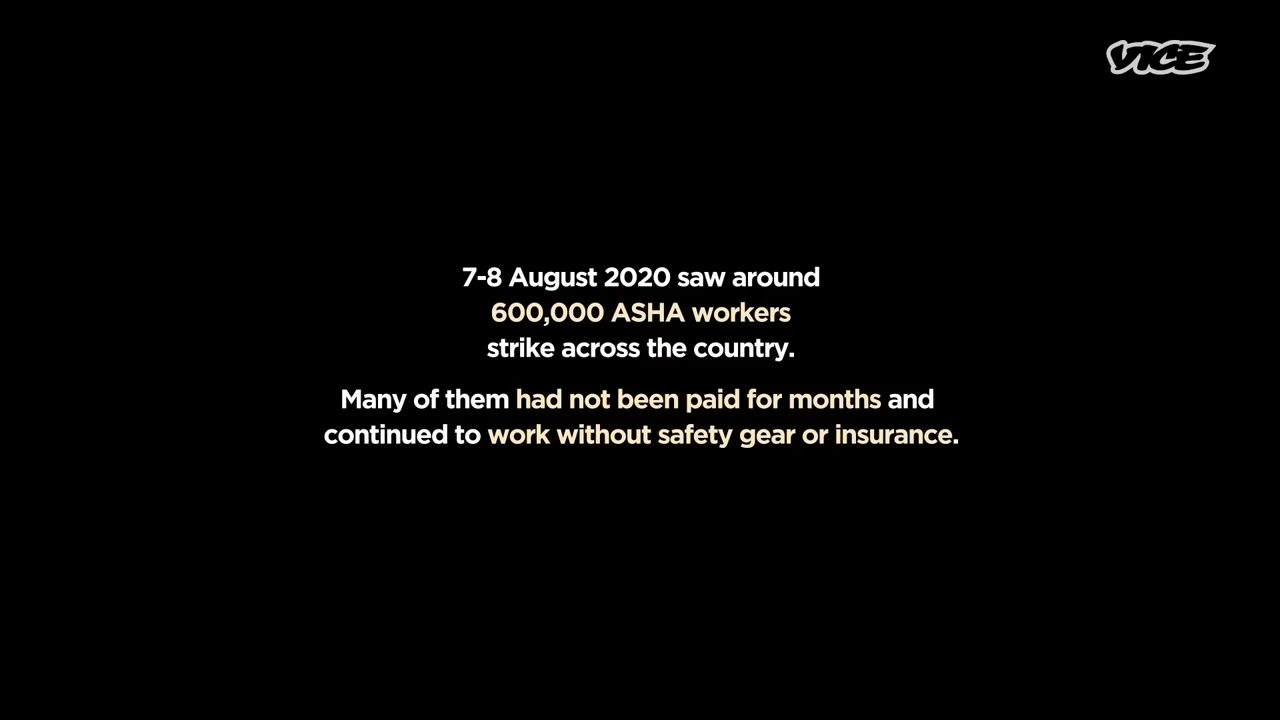 VICE
7-8 August 2020 saw around
600,000 ASHA workers
strike across the country.
Many of them had not been paid for months and
continued to work without safety gear or insurance.